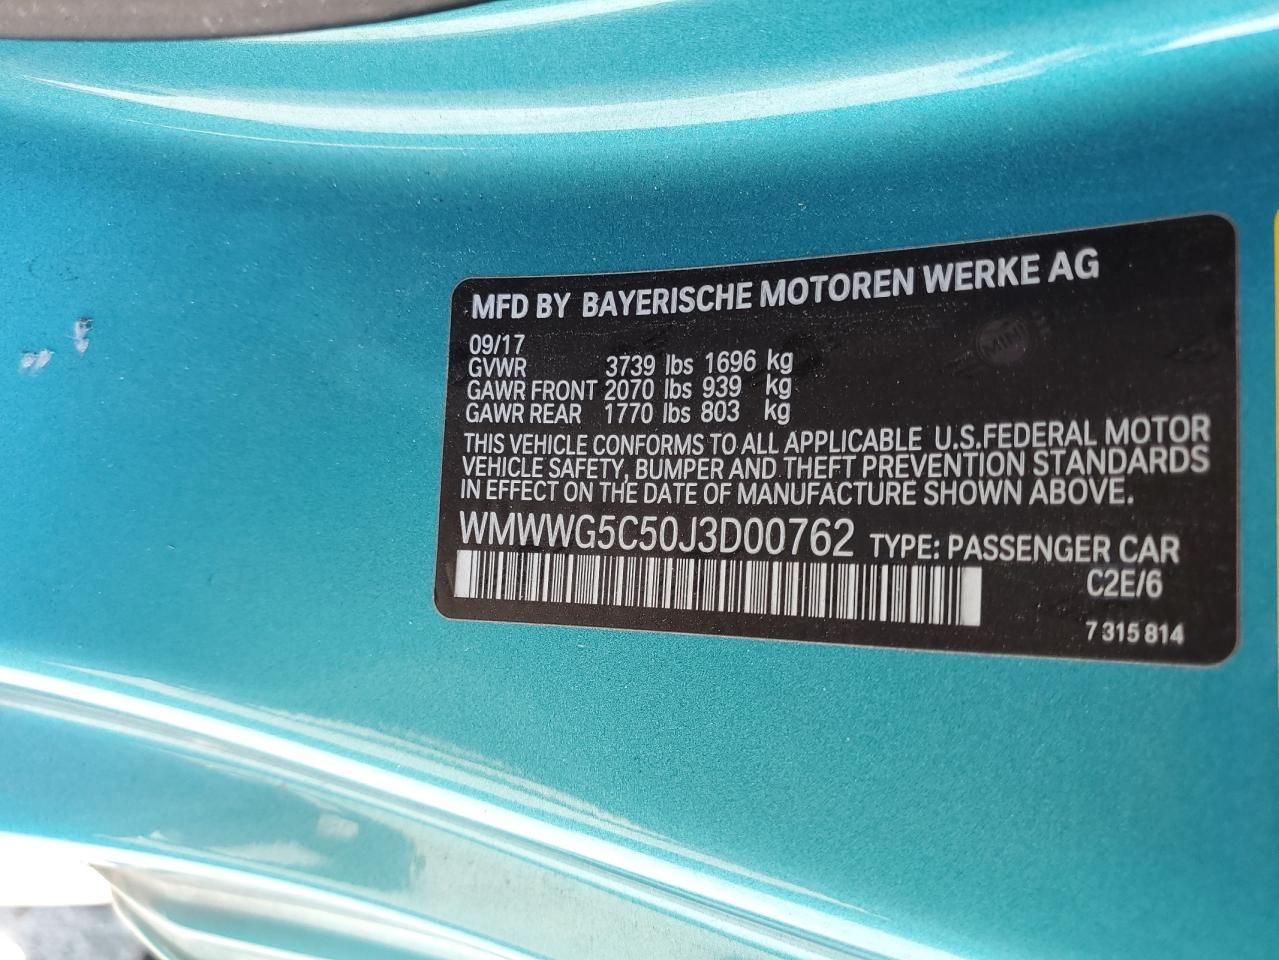 MFD BY BAYERISCHE MOTOREN WERKE AG
MINI
09/17
GVWR 3739 lbs 1696 kg
GAWR FRONT 2070 lbs 939 kg
GAWR REAR 1770 lbs 803 kg
THIS VEHICLE CONFORMS TO ALL APPLICABLE U.S.FEDERAL MOTOR
VEHICLE SAFETY, BUMPER AND THEFT PREVENTION STANDARDS
IN EFFECT ON THE DATE OF MANUFACTURE SHOWN ABOVE.
WMWWG5C50J3D00762 TYPE: PASSENGER CAR
C2E/6
7 315 814